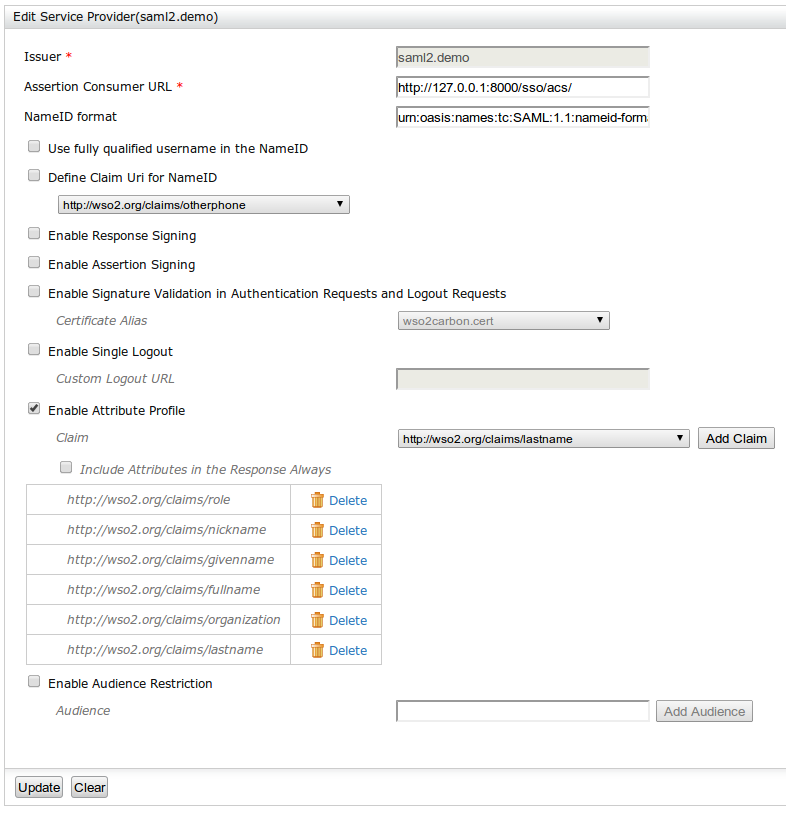 Edit Service Provider(saml2.demo)
Issuer * saml2.demo
Assertion Consumer URL * http://127.0.0.1:8000/sso/acs/
NameID format urn:oasis:names:tc:SAML:1.1:nameid-forma
Use fully qualified username in the NameID
Define Claim Uri for NameID
http://wso2.org/claims/otherphone
Enable Response Signing
Enable Assertion Signing
Enable Signature Validation in Authentication Requests and Logout Requests
Certificate Alias wso2carbon.cert
Enable Single Logout
Custom Logout URL
Enable Attribute Profile
Claim http://wso2.org/claims/lastname Add Claim
Include Attributes in the Response Always
http://wso2.org/claims/role Delete
http://wso2.org/claims/nickname Delete
http://wso2.org/claims/givenname Delete
http://wso2.org/claims/fullname Delete
http://wso2.org/claims/organization Delete
http://wso2.org/claims/lastname Delete
Enable Audience Restriction
Audience Add Audience
Update Clear